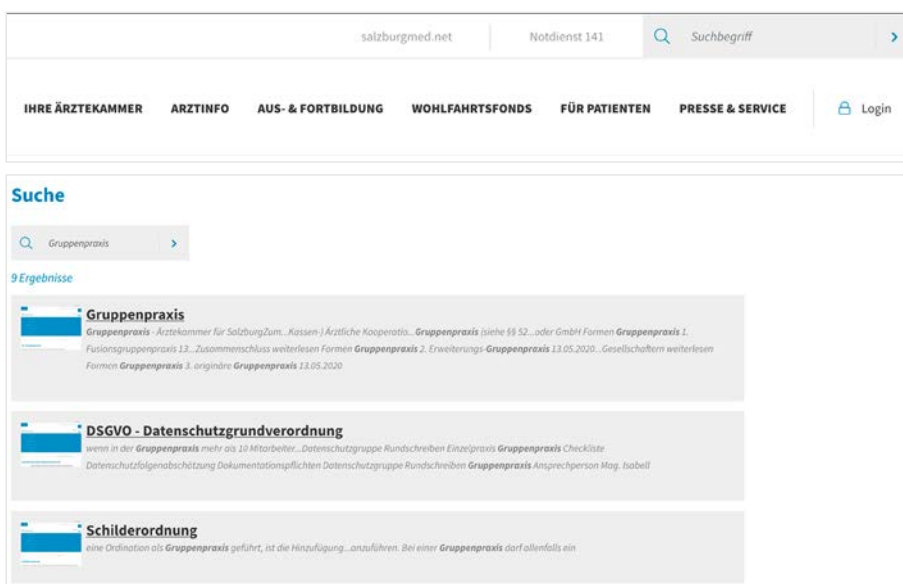 salzburgmed.net Notdienst 141 Suchbegriff
IHRE ÄRZTEKAMMER ARZTINFO AUS- & FORTBILDUNG WOHLFAHRTSFONDS FÜR PATIENTEN PRESSE & SERVICE Login
Suche
Gruppenpraxis
9 Ergebnisse
Gruppenpraxis
Gruppenpraxis - Ärztekammer für SalzburgZum...Kassen-) Ärztliche Kooperatio...Gruppenpraxis (siehe §§ 52...oder GmbH Formen Gruppenpraxis 1.
Fusionsgruppenpraxis 13...Zusammenschluss weiterlesen Formen Gruppenpraxis 2. Erweiterungs-Gruppenpraxis 13.05.2020...Gesellschaftern weiterlesen
Formen Gruppenpraxis 3. originäre Gruppenpraxis 13.05.2020
DSGVO - Datenschutzgrundverordnung
wenn in der Gruppenpraxis mehr als 10 Mitarbeiter...Datenschutzgruppe Rundschreiben Einzelpraxis Gruppenpraxis Checkliste
Datenschutzfolgenabschätzung Dokumentationspflichten Datenschutzgruppe Rundschreiben Gruppenpraxis Ansprechperson Mag. Isabell
Schilderordnung
eine Ordination als Gruppenpraxis geführt, ist die Hinzufügung...anzuführen. Bei einer Gruppenpraxis darf allenfalls ein